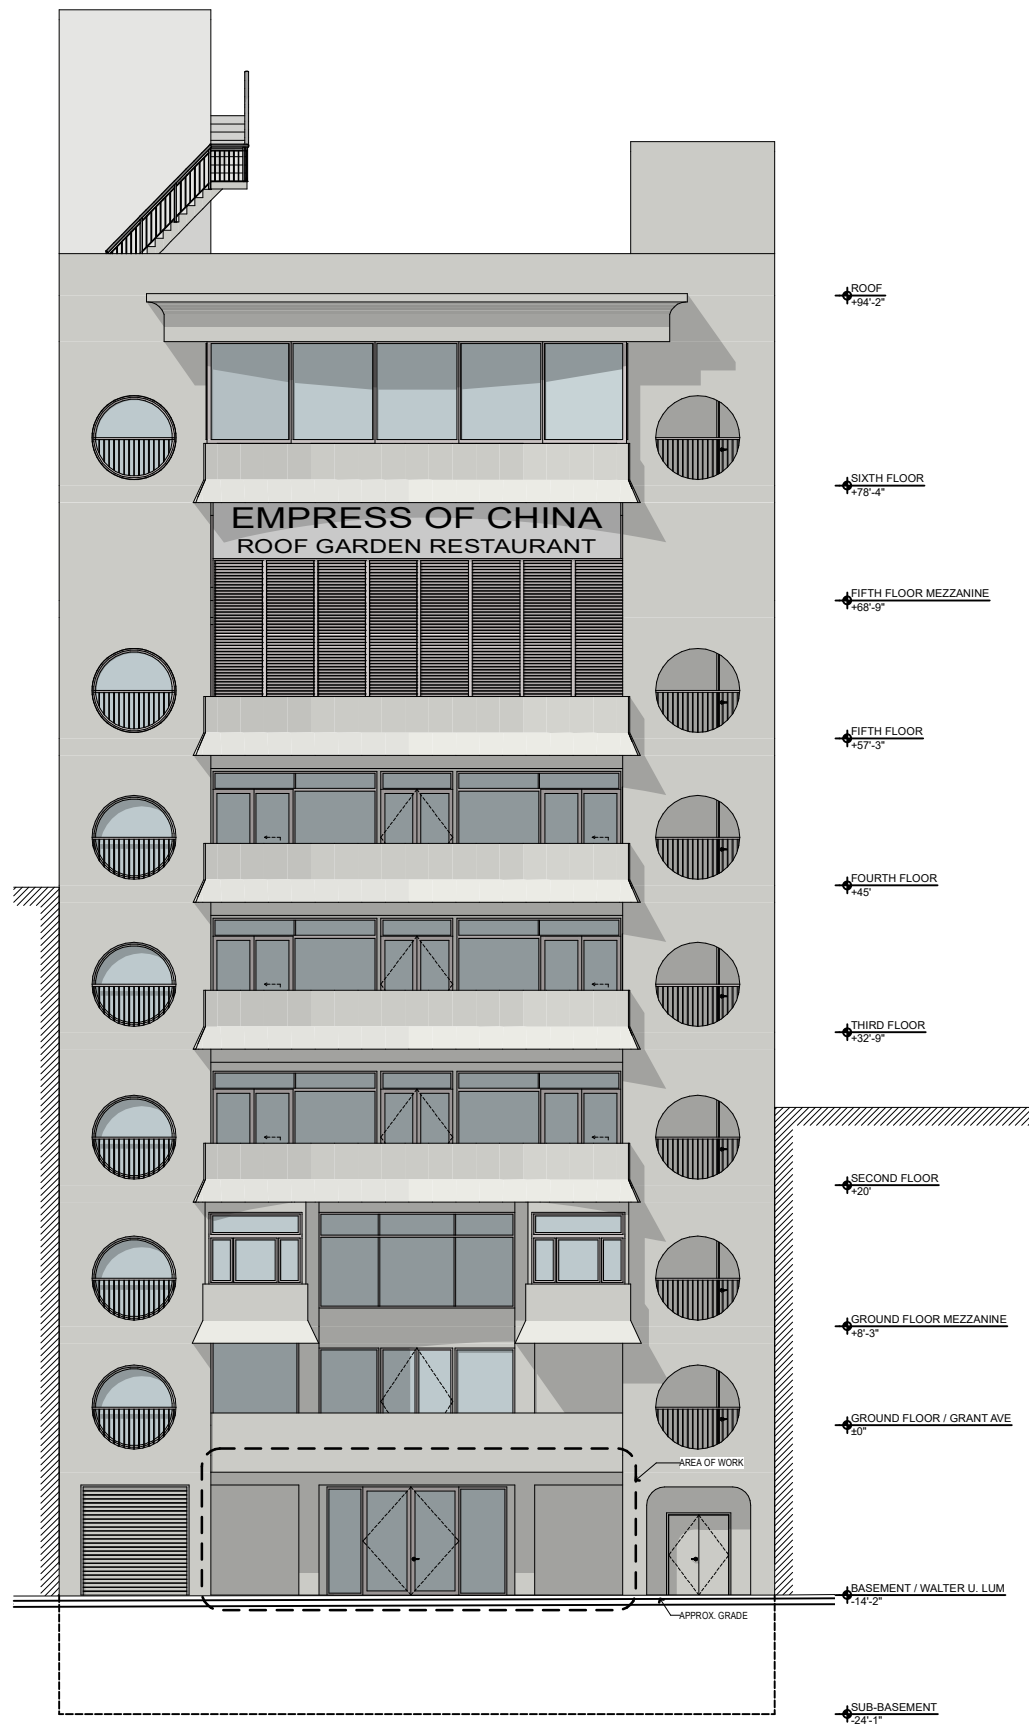 ROOF
+94'-2"
SIXTH FLOOR
+78'-4"
EMPRESS OF CHINA
ROOF GARDEN RESTAURANT
FIFTH FLOOR MEZZANINE
+68'-9"
FIFTH FLOOR
+57'-3"
FOURTH FLOOR
+45'
THIRD FLOOR
+32'-9"
SECOND FLOOR
+20'
GROUND FLOOR MEZZANINE
+8'-3"
GROUND FLOOR / GRANT AVE
±0"
AREA OF WORK
BASEMENT / WALTER U. LUM
-14'-2"
APPROX. GRADE
SUB-BASEMENT
-24'-1"